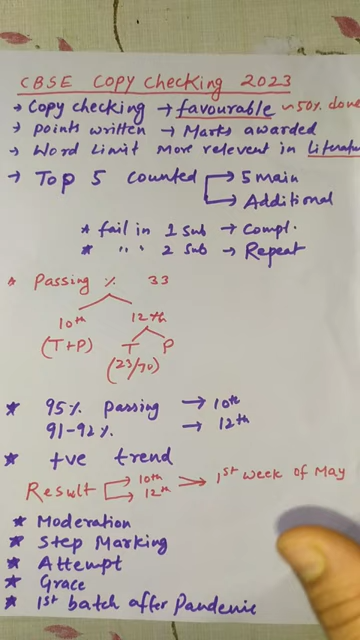 CBSE COPY CHECKING 2023
→ Copy checking → favourable ~50% done
→ points written → Marks awarded
→ Word Limit More relevent in Literatu
→ Top 5 counted → 5 main
→ Additional
* fail in 1 sub → Compl.
* " " 2 sub → Repeat
* Passing % 33
10th 12th
(T+P) T P
(23/70)
* 95% passing → 10th
91-92% → 12th
* +ve trend
Result → 10th → 12th → 1st week of May
* Moderation
* Step Marking
* Attempt
* Grace
* 1st batch after Pandemic